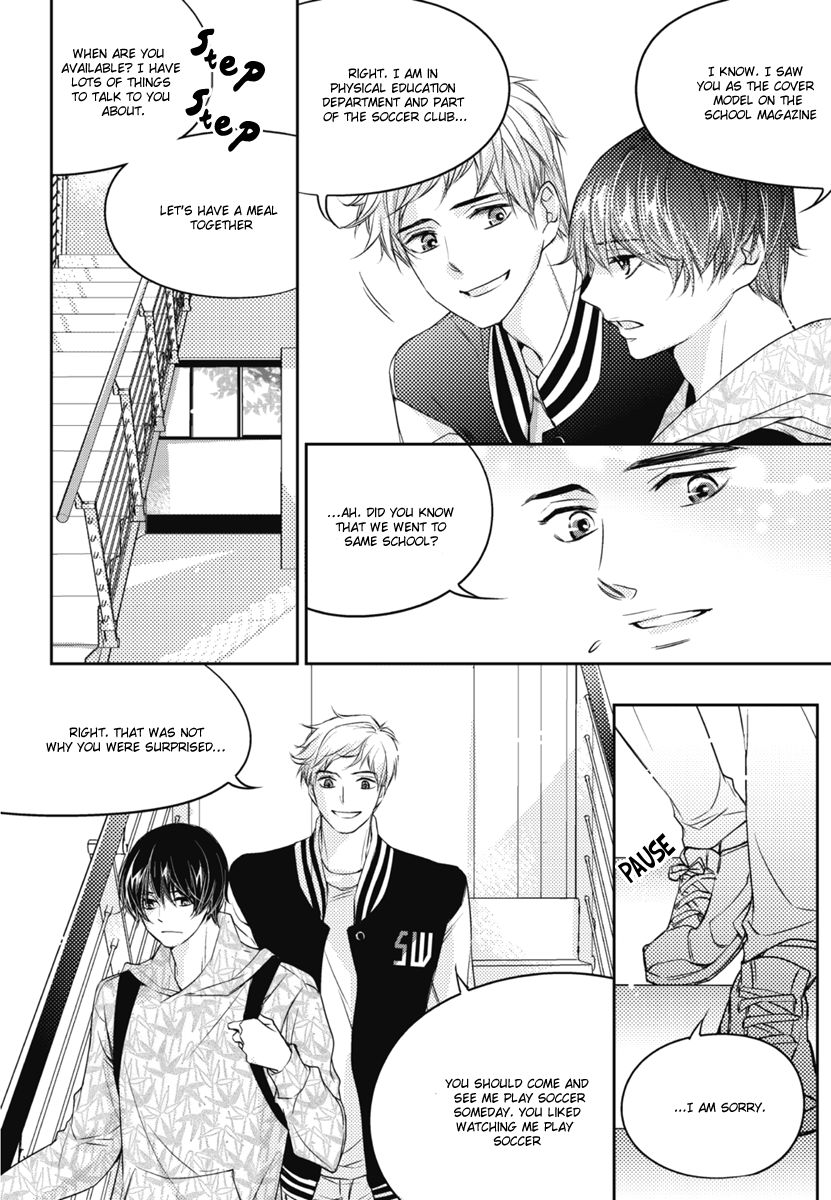 WHEN ARE YOU
AVAILABLE? I HAVE
LOTS OF THINGS
TO TALK TO YOU
ABOUT.
step
step
LET'S HAVE A MEAL
TOGETHER
RIGHT. I AM IN
PHYSICAL EDUCATION
DEPARTMENT AND PART
OF THE SOCCER CLUB...
I KNOW. I SAW
YOU AS THE COVER
MODEL ON THE
SCHOOL MAGAZINE
...AH. DID YOU KNOW
THAT WE WENT TO
SAME SCHOOL?
RIGHT. THAT WAS NOT
WHY YOU WERE SURPRISED...
SW
YOU SHOULD COME AND
SEE ME PLAY SOCCER
SOMEDAY. YOU LIKED
WATCHING ME PLAY
SOCCER
PAUSE
...I AM SORRY.